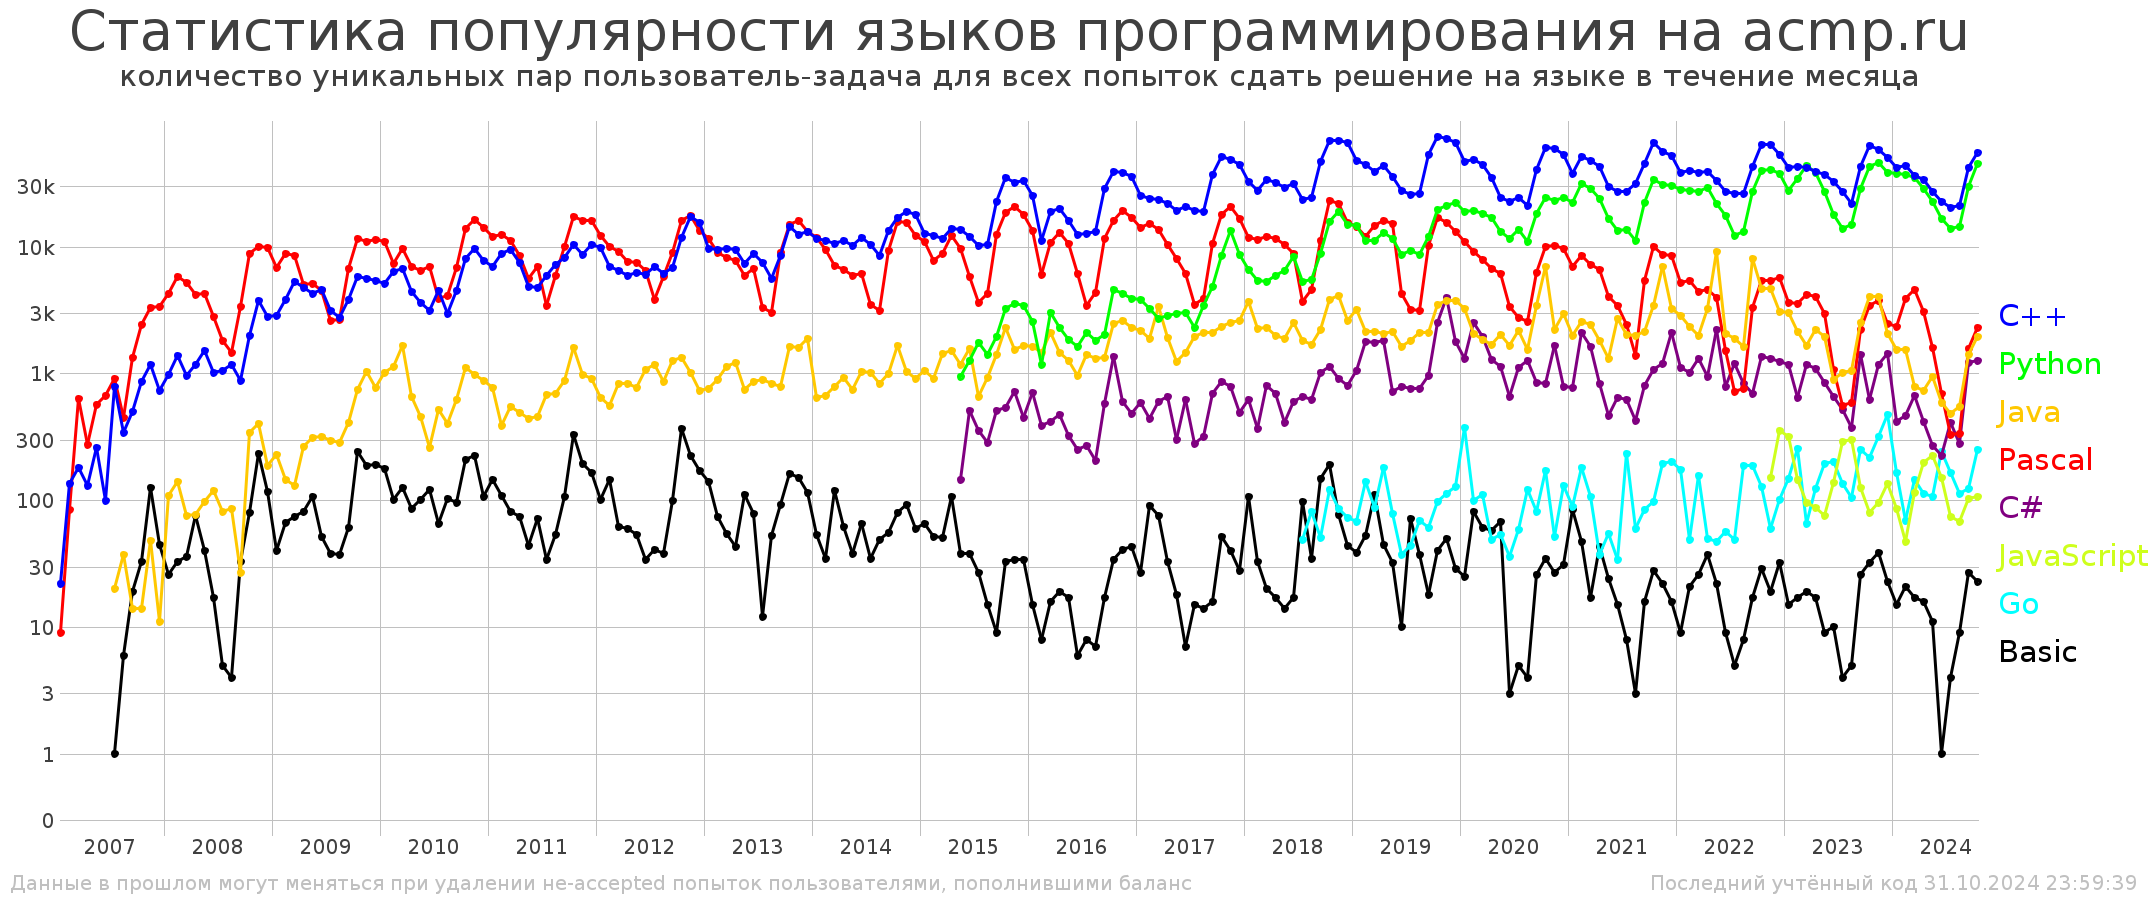 Статистика популярности языков программирования на acmp.ru
количество уникальных пар пользователь-задача для всех попыток сдать решение на языке в течение месяца
30k
10k
3k
1k
300
100
30
10
3
1
0
C++
Python
Java
Pascal
C#
JavaScript
Go
Basic
2007 2008 2009 2010 2011 2012 2013 2014 2015 2016 2017 2018 2019 2020 2021 2022 2023 2024
Данные в прошлом могут меняться при удалении не-accepted попыток пользователями, пополнившими баланс
Последний учтённый код 31.10.2024 23:59:39